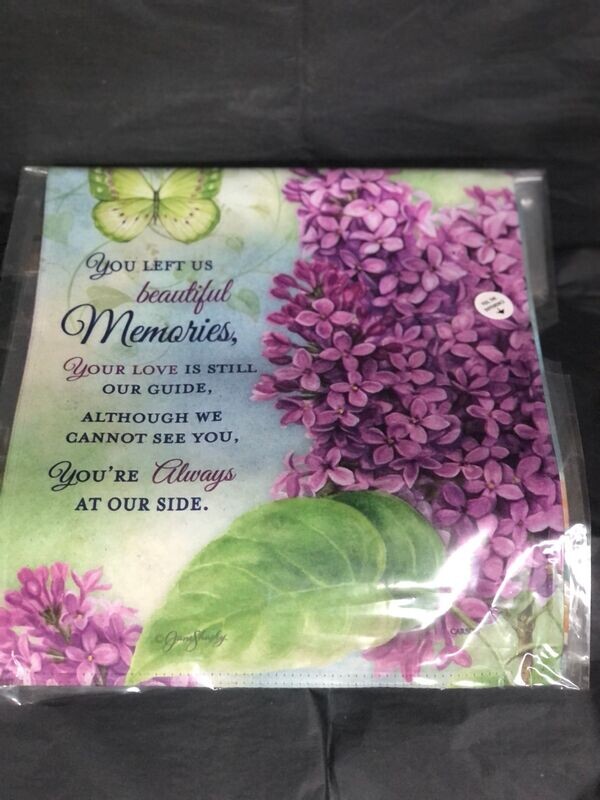 YOU LEFT US
beautiful
Memories,
YOUR LOVE IS STILL
OUR GUIDE,
ALTHOUGH WE
CANNOT SEE YOU,
YOU'RE Always
AT OUR SIDE.
©